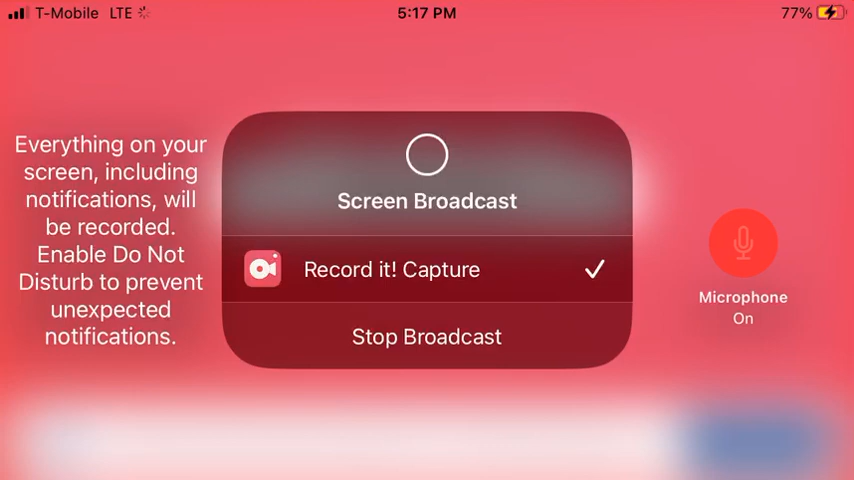 T-Mobile LTE
5:17 PM
77%
Everything on your
screen, including
notifications, will
be recorded.
Enable Do Not
Disturb to prevent
unexpected
notifications.
Screen Broadcast
Record it! Capture
Stop Broadcast
Microphone
On